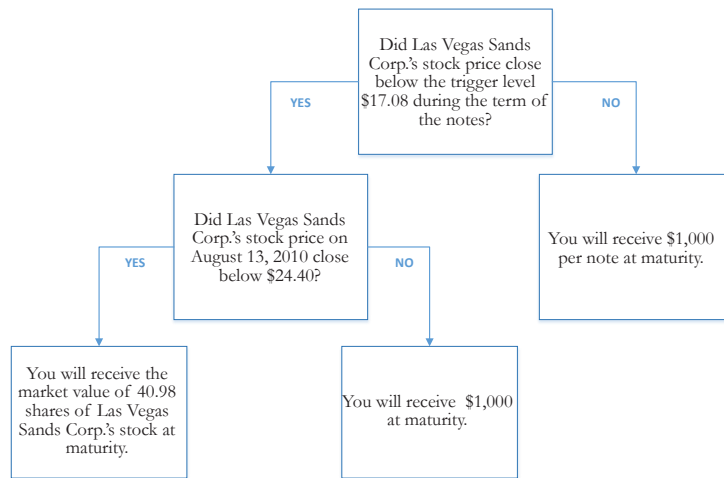 Did Las Vegas Sands
Corp.'s stock price close
below the trigger level
$17.08 during the term of
the notes?
YES
NO
Did Las Vegas Sands
Corp.'s stock price on
August 13, 2010 close
below $24.40?
You will receive $1,000
per note at maturity.
YES
NO
You will receive the
market value of 40.98
shares of Las Vegas
Sands Corp.'s stock at
maturity.
You will receive $1,000
at maturity.